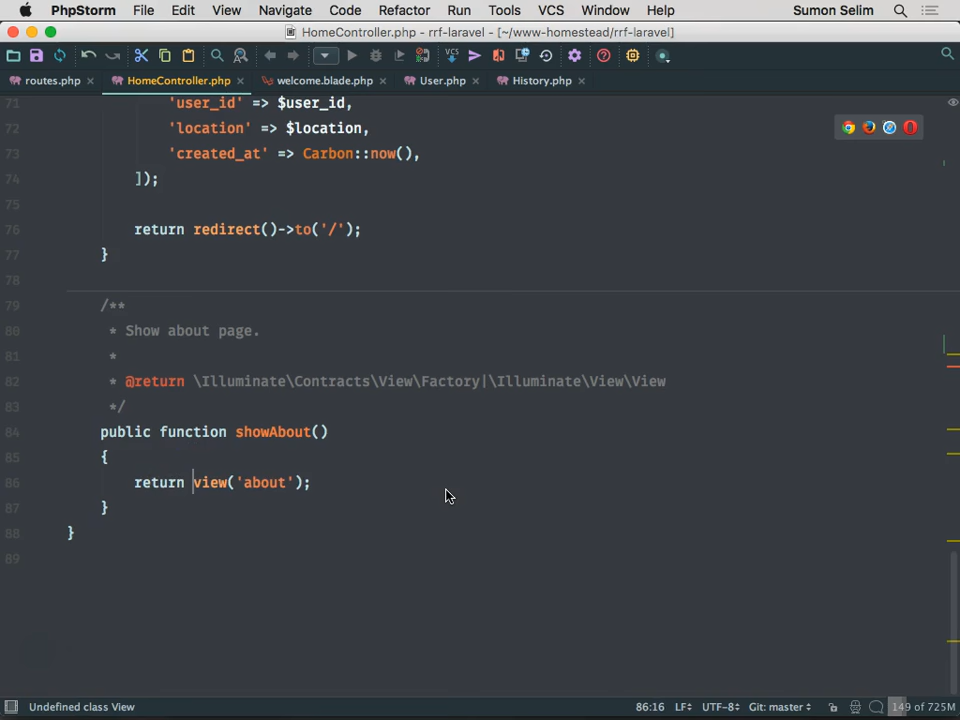 PhpStorm File Edit View Navigate Code Refactor Run Tools VCS Window Help Sumon Selim
HomeController.php - rrf-laravel - [~/www-homestead/rrf-laravel]
VCS VCS
routes.php HomeController.php welcome.blade.php User.php History.php
71 'user_id' => $user_id,
72 'location' => $location,
73 'created_at' => Carbon::now(),
74 ]);
75
76 return redirect()->to('/');
77 }
78
79 /**
80 * Show about page.
81 *
82 * @return \Illuminate\Contracts\View\Factory|\Illuminate\View\View
83 */
84 public function showAbout()
85 {
86 return view('about');
87 }
88 }
89
Undefined class View 86:16 LF÷ UTF-8÷ Git: master÷ 149 of 725M